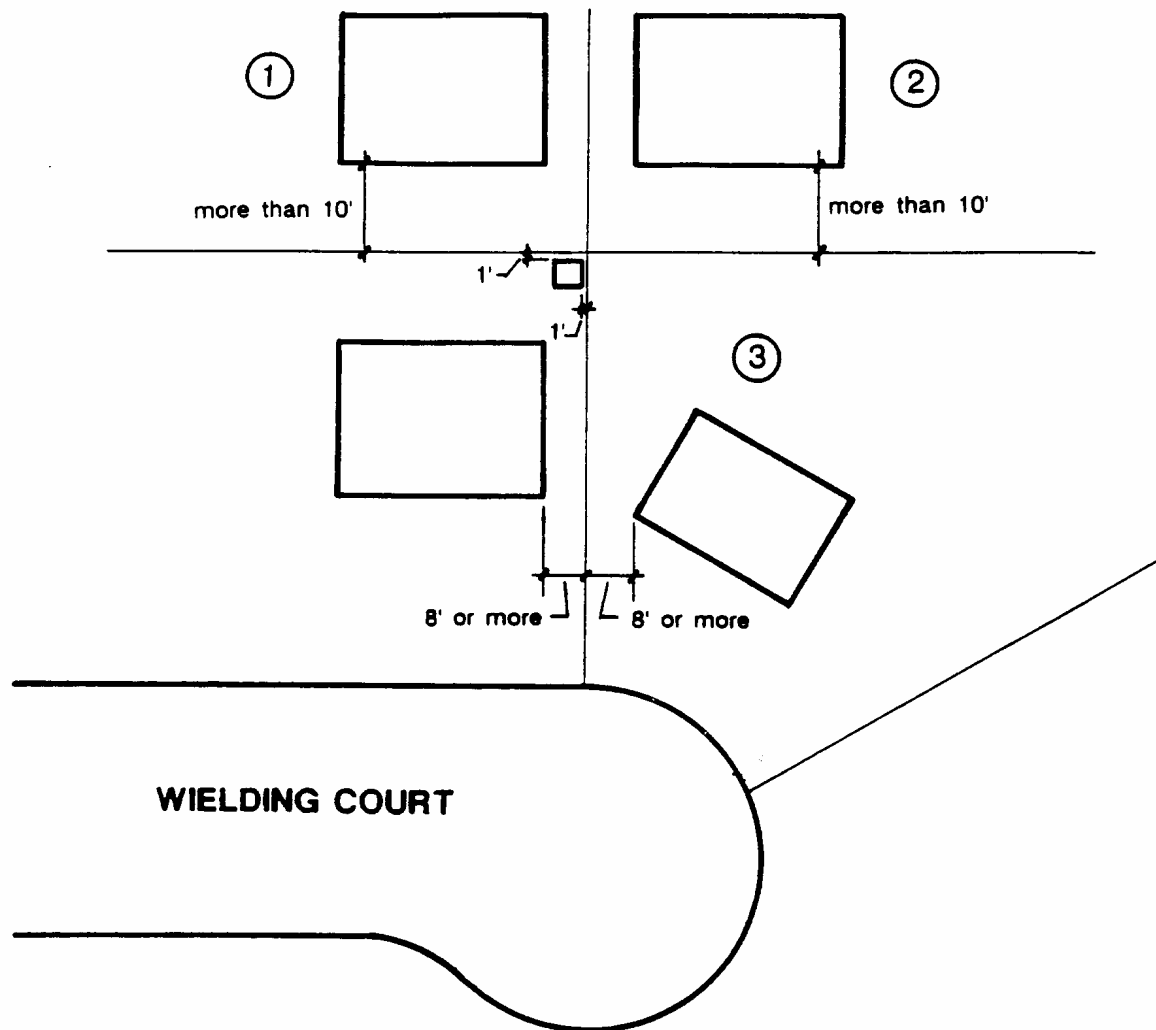 1
2
more than 10'
more than 10'
1'
1'
3
8' or more
8' or more
WIELDING COURT